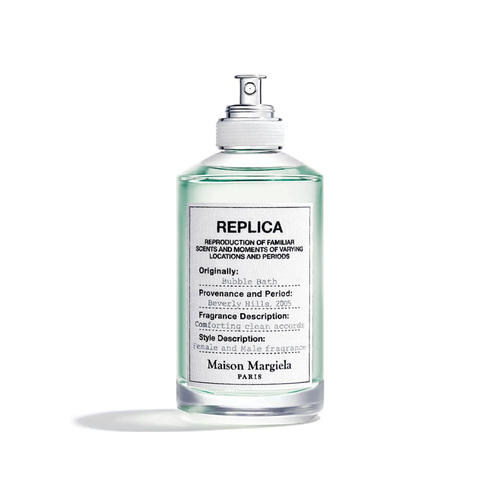 REPLICA
REPRODUCTION OF FAMILIAR
SCENTS AND MOMENTS OF VARYING
LOCATIONS AND PERIODS
Originally:
Bubble Bath
Provenance and Period:
Beverly Hills, 2005
Fragrance Description:
Comforting clean accords
Style Description:
Female and Male fragrance
Maison Margiela
PARIS